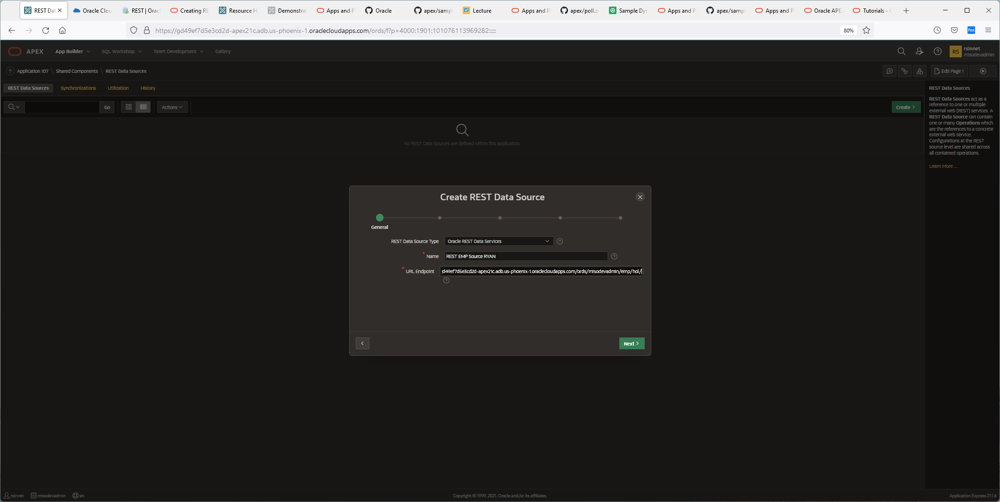 REST Dat
Oracle Clou
REST | Orac
Creating RE
Resource H
Demonstrat
Apps and P
Oracle
apex/samp
Lecture
Apps and P
apex/poll.zi
Sample Dyn
Apps and P
apex/samp
Apps and P
Oracle APE
Tutorials - O
https://gd49ef7d5e3cd2d-apex21c.adb.us-phoenix-1.oraclecloudapps.com/ords/f?p=4000:1901:101076113969282:::::
80%
fos
APEX
App Builder
SQL Workshop
Team Development
Gallery
RS
rsinnet
misodevadmin
Application 107 \ Shared Components \ REST Data Sources
Edit Page 1
REST Data Sources
Synchronizations
Utilization
History
Go
Actions
Create
No REST Data Sources are defined within this application.
REST Data Sources
REST Data Sources act as a
reference to one or multiple
external web (REST) services. A
REST Data Source can contain
one or many Operations which
are the references to a concrete
external web service.
Configurations at the REST
source level are shared across
all contained operations.
Learn More ...
Create REST Data Source
General
REST Data Source Type
Oracle REST Data Services
* Name
REST EMP Source RYAN
* URL Endpoint
gd49ef7d5e3cd2d-apex21c.adb.us-phoenix-1.oraclecloudapps.com/ords/misodevadmin/emp/hol/
Next
rsinnet
misodevadmin
en
Copyright © 1999, 2021, Oracle and/or its affiliates.
Application Express 21.1.6